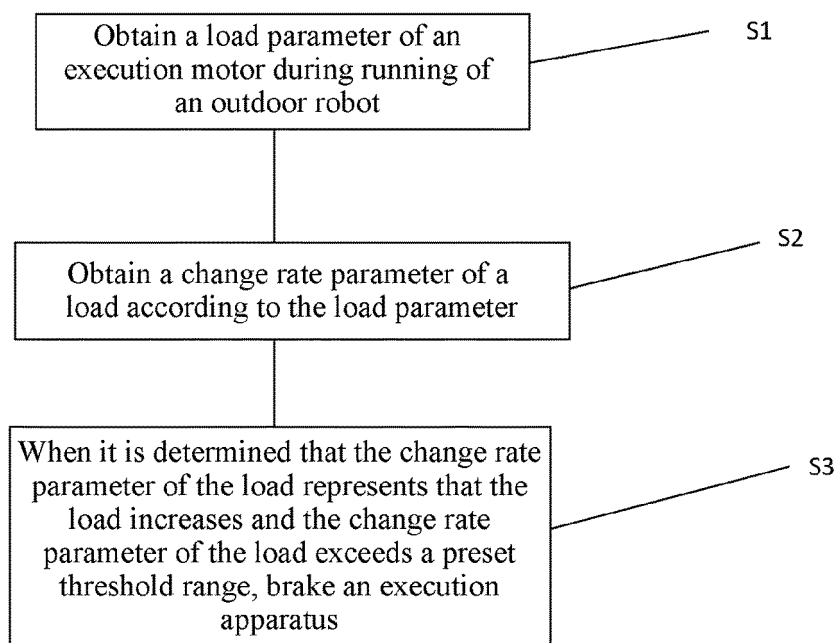 Obtain a load parameter of an
execution motor during running of
an outdoor robot
S1
Obtain a change rate parameter of a
load according to the load parameter
S2
When it is determined that the change rate
parameter of the load represents that the
load increases and the change rate
parameter of the load exceeds a preset
threshold range, brake an execution
apparatus
S3